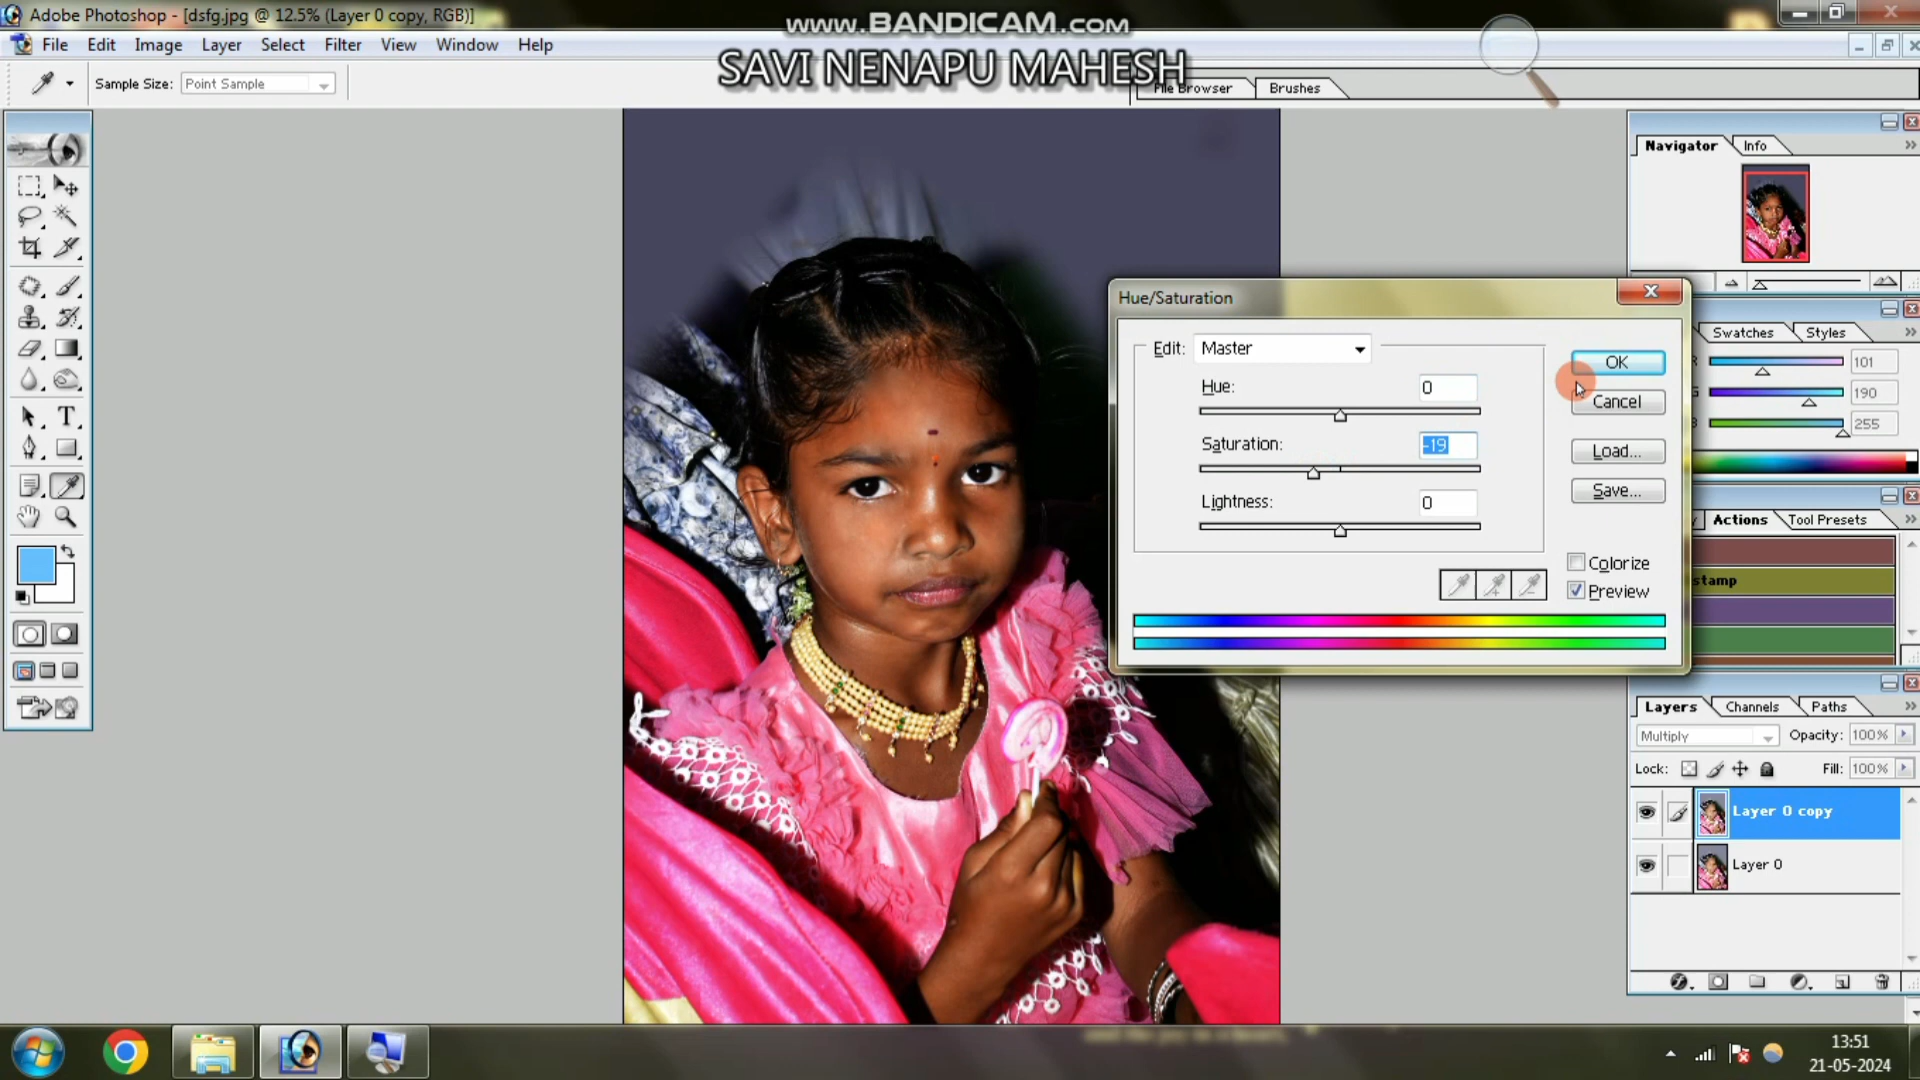 Adobe Photoshop - [dsfg.jpg @ 12.5% (Layer 0 copy, RGB)]
www.BANDICAM.com
File Edit Image Layer Select Filter View Window Help
SAVI NENAPU MAHESH
Sample Size: Point Sample
File Browser Brushes
Navigator Info
Hue/Saturation
Edit: Master
OK
Hue: 0
Cancel
Saturation: -19
Load...
Lightness: 0
Save...
Colorize
Preview
Swatches Styles
101
190
255
Actions Tool Presets
stamp
Layers Channels Paths
Multiply Opacity: 100%
Lock: Fill: 100%
Layer 0 copy
Layer 0
13:51
21-05-2024